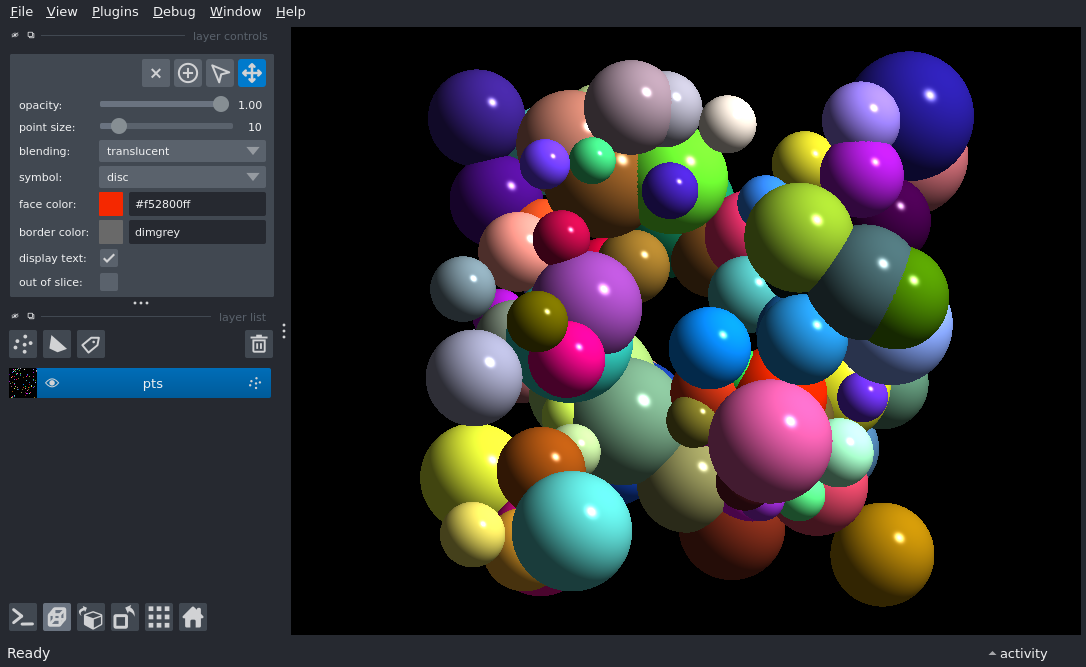 File View Plugins Debug Window Help
layer controls
opacity: 1.00
point size: 10
blending: translucent
symbol: disc
face color: #f52800ff
border color: dimgrey
display text:
out of slice:
layer list
pts
Ready
activity